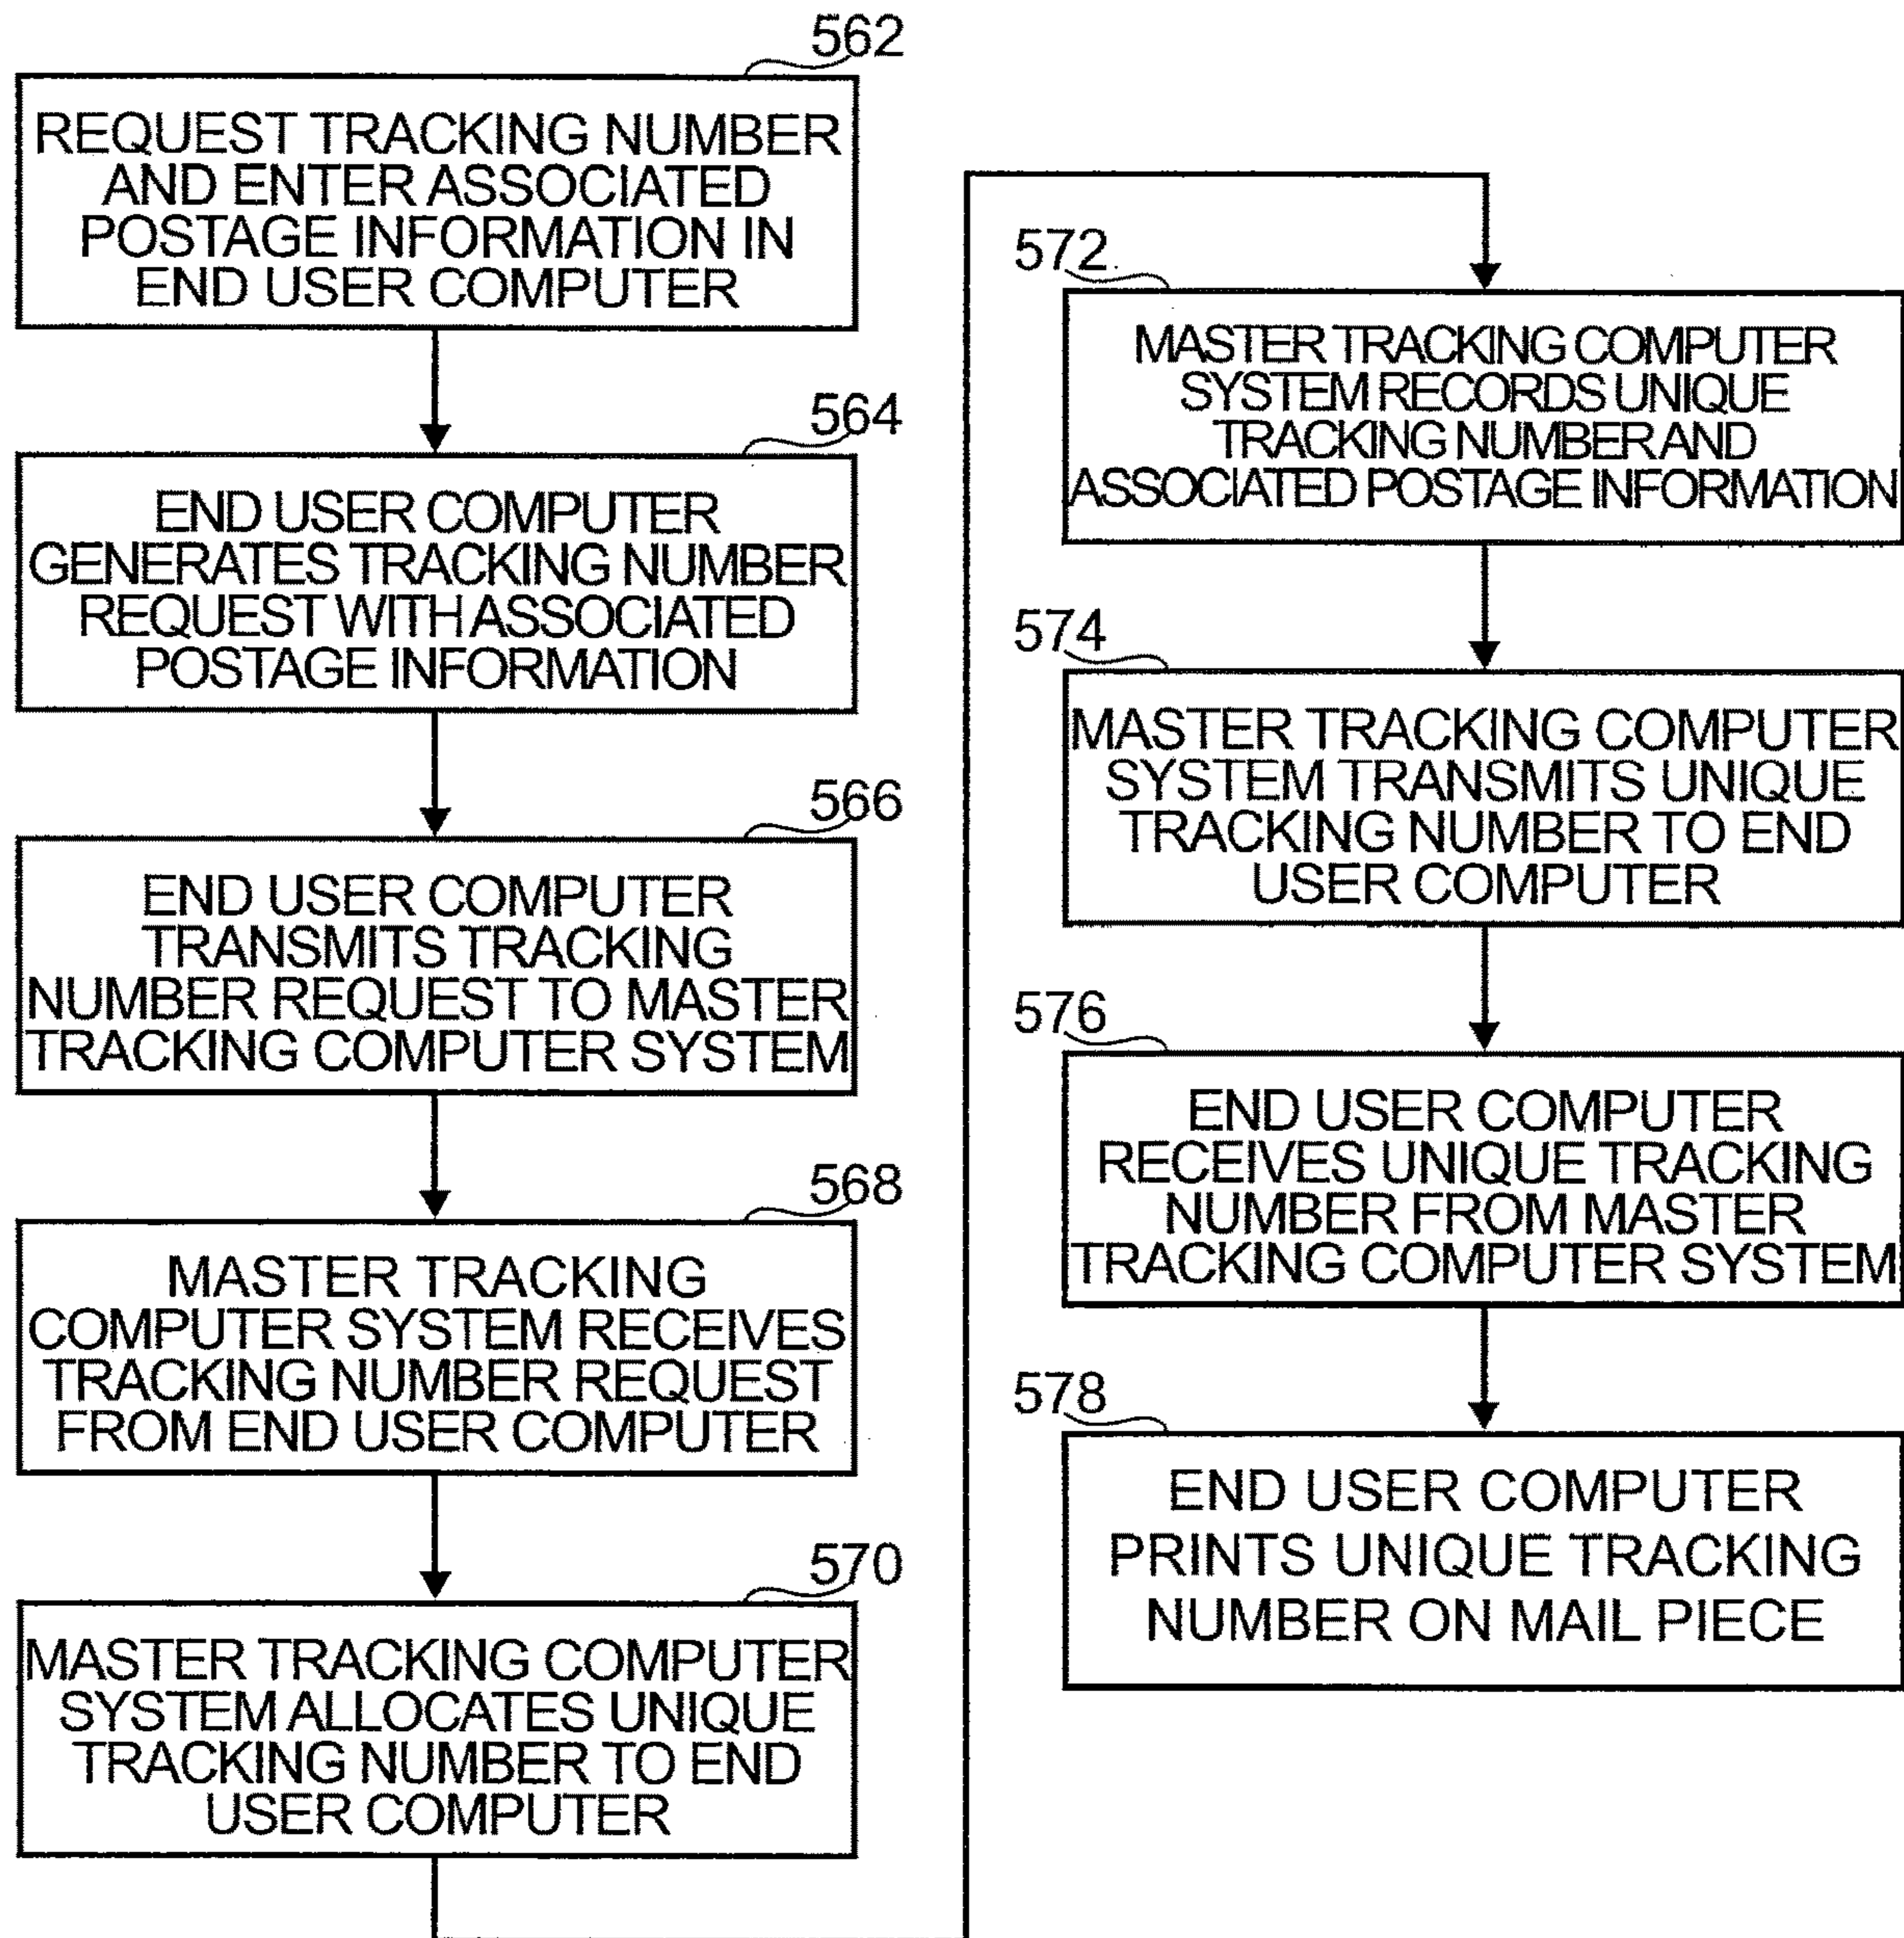 562
REQUEST TRACKING NUMBER
AND ENTER ASSOCIATED
POSTAGE INFORMATION IN
END USER COMPUTER
564
END USER COMPUTER
GENERATES TRACKING NUMBER
REQUEST WITH ASSOCIATED
POSTAGE INFORMATION
566
END USER COMPUTER
TRANSMITS TRACKING
NUMBER REQUEST TO MASTER
TRACKING COMPUTER SYSTEM
568
MASTER TRACKING
COMPUTER SYSTEM RECEIVES
TRACKING NUMBER REQUEST
FROM END USER COMPUTER
570
MASTER TRACKING COMPUTER
SYSTEM ALLOCATES UNIQUE
TRACKING NUMBER TO END
USER COMPUTER
572
MASTER TRACKING COMPUTER
SYSTEM RECORDS UNIQUE
TRACKING NUMBER AND
ASSOCIATED POSTAGE INFORMATION
574
MASTER TRACKING COMPUTER
SYSTEM TRANSMITS UNIQUE
TRACKING NUMBER TO END
USER COMPUTER
576
END USER COMPUTER
RECEIVES UNIQUE TRACKING
NUMBER FROM MASTER
TRACKING COMPUTER SYSTEM
578
END USER COMPUTER
PRINTS UNIQUE TRACKING
NUMBER ON MAIL PIECE